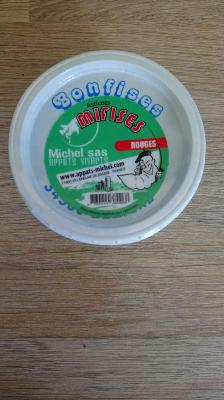 Bonfises
Asticots
MIFISES
ROUGES
Michel sas
APPATS VIVANTS
www.appats-michel.com